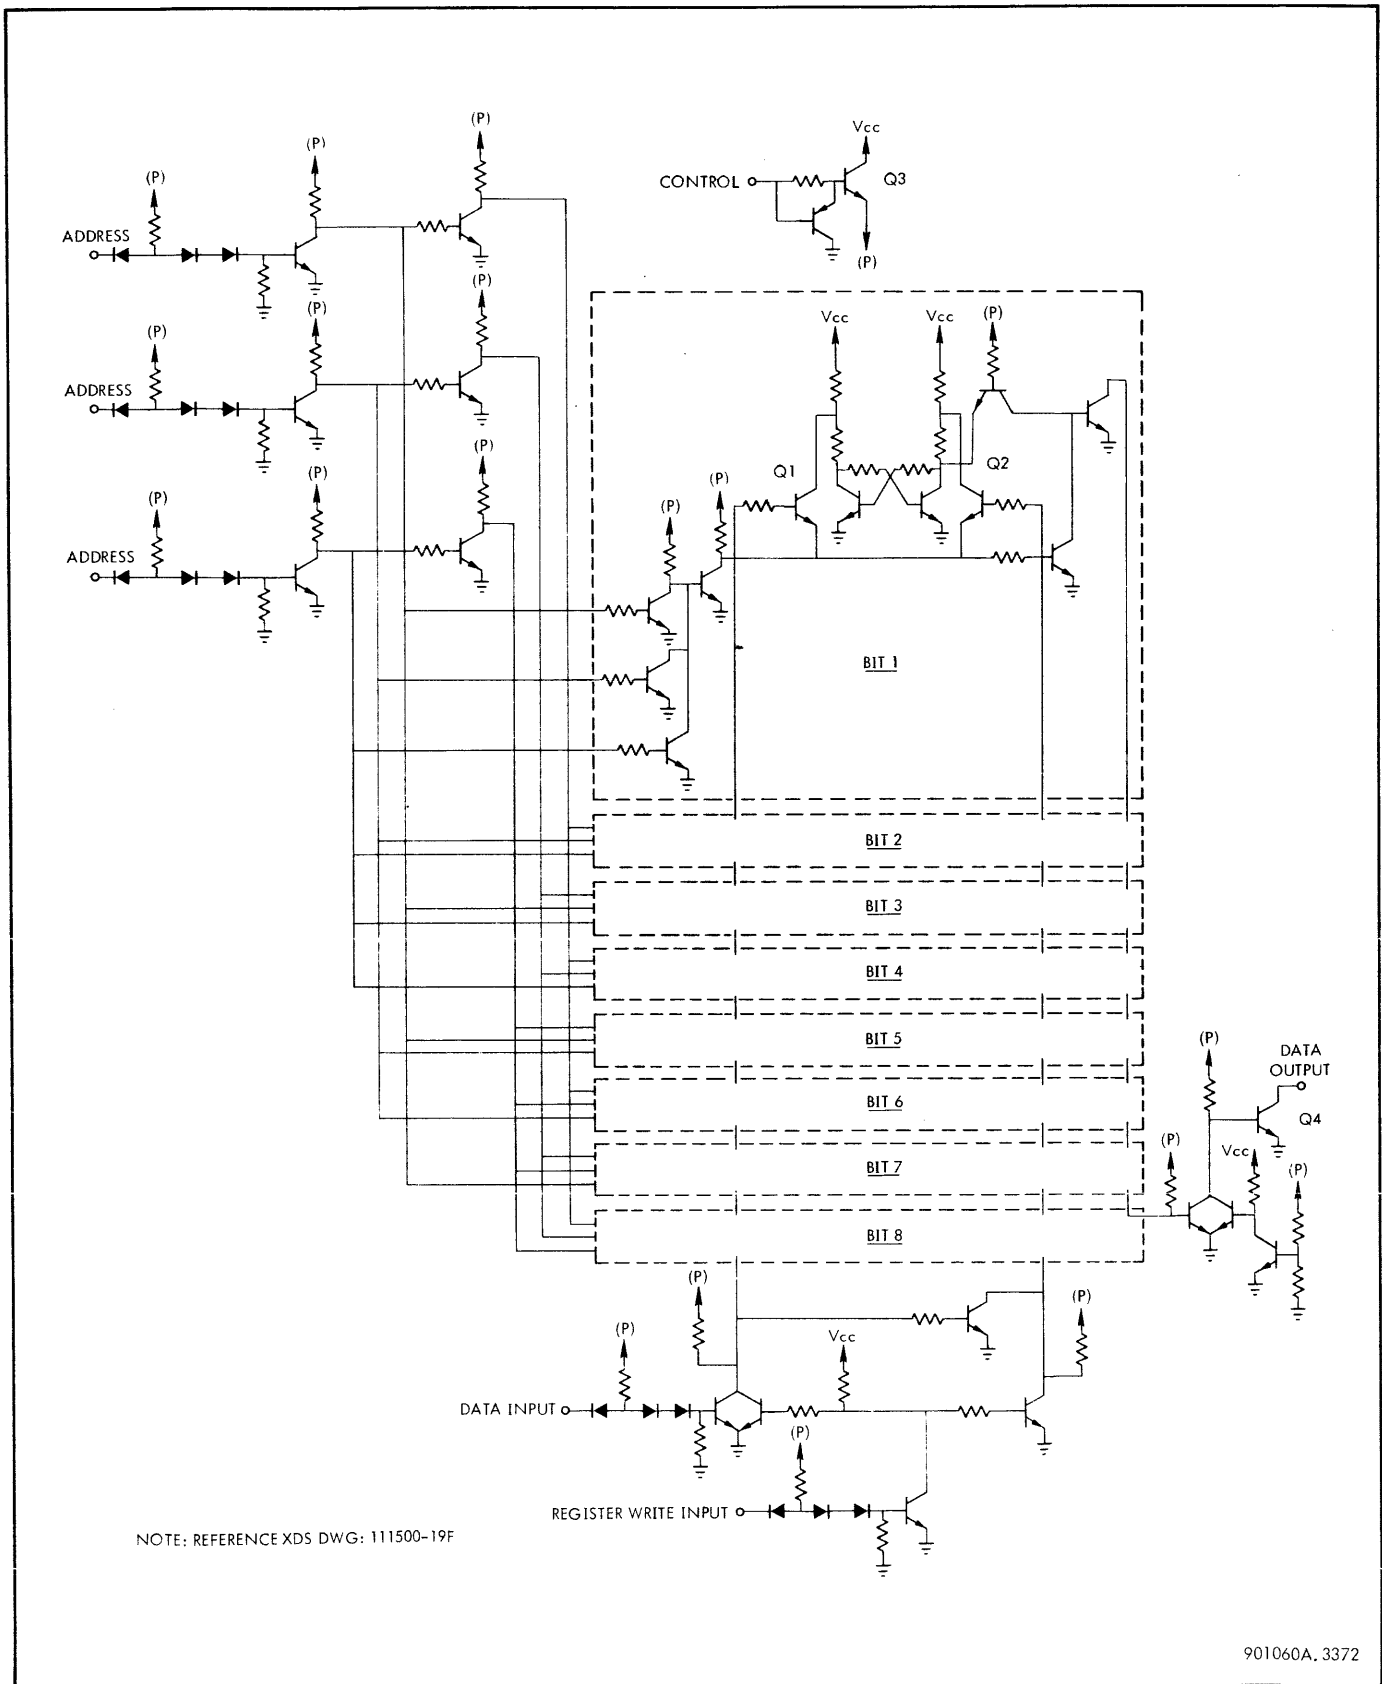 (P)
(P)
Vcc
CONTROL
Q3
(P)
(P)
ADDRESS
(P)
(P)
(P)
Vcc
Vcc
(P)
ADDRESS
(P)
(P)
(P)
Q1
Q2
(P)
(P)
(P)
ADDRESS
BIT 1
BIT 2
BIT 3
BIT 4
BIT 5
BIT 6
BIT 7
BIT 8
(P)
DATA
OUTPUT
Q4
(P)
Vcc
(P)
(P)
(P)
(P)
Vcc
DATA INPUT
(P)
REGISTER WRITE INPUT
NOTE: REFERENCE XDS DWG: 111500-19F
901060A.3372